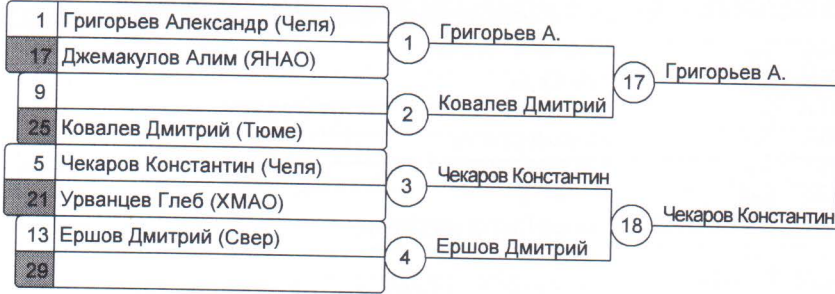 1 Григорьев Александр (Челя)
17 Джемакулов Алим (ЯНАО)
1
Григорьев А.
9
25 Ковалев Дмитрий (Тюме)
2
Ковалев Дмитрий
17
Григорьев А.
5 Чекаров Константин (Челя)
21 Урванцев Глеб (ХМАО)
3
Чекаров Константин
13 Ершов Дмитрий (Свер)
29
4
Ершов Дмитрий
18
Чекаров Константин